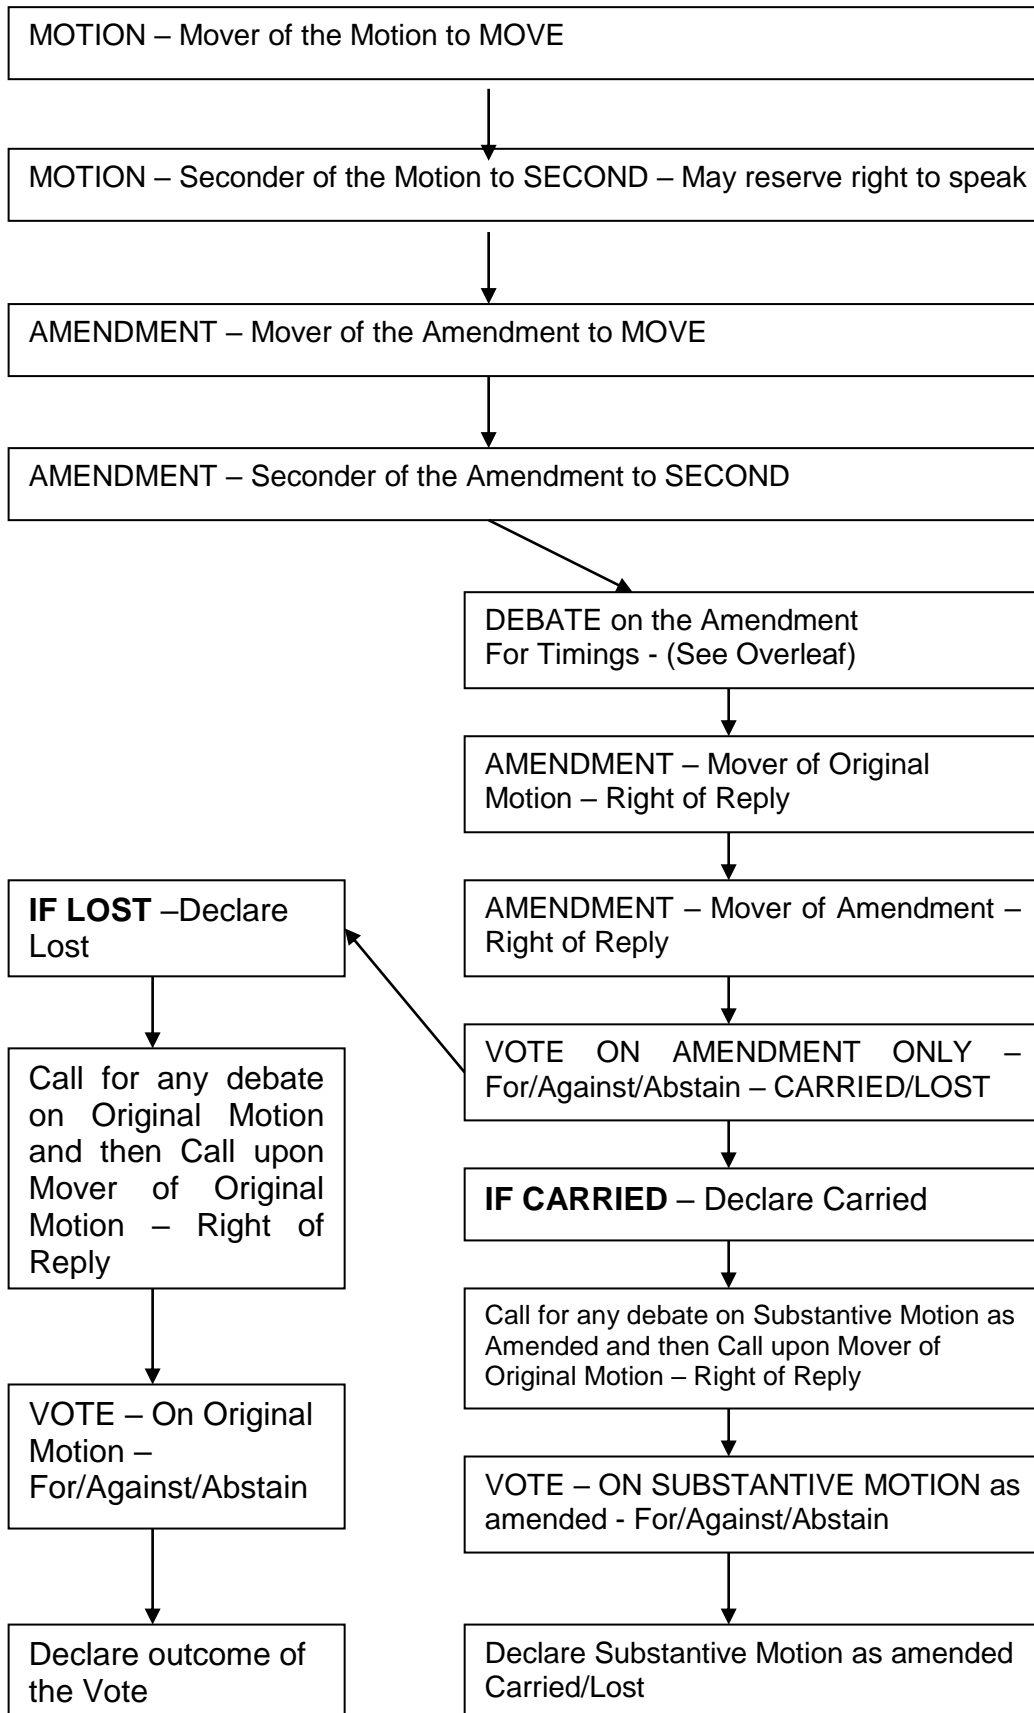 MOTION – Mover of the Motion to MOVE
MOTION – Seconder of the Motion to SECOND – May reserve right to speak
AMENDMENT – Mover of the Amendment to MOVE
AMENDMENT – Seconder of the Amendment to SECOND
DEBATE on the Amendment
For Timings - (See Overleaf)
AMENDMENT – Mover of Original
Motion – Right of Reply
AMENDMENT – Mover of Amendment –
Right of Reply
VOTE ON AMENDMENT ONLY –
For/Against/Abstain – CARRIED/LOST
IF LOST –Declare
Lost
Call for any debate
on Original Motion
and then Call upon
Mover of Original
Motion – Right of
Reply
VOTE – On Original
Motion –
For/Against/Abstain
Declare outcome of
the Vote
IF CARRIED – Declare Carried
Call for any debate on Substantive Motion as
Amended and then Call upon Mover of
Original Motion – Right of Reply
VOTE – ON SUBSTANTIVE MOTION as
amended - For/Against/Abstain
Declare Substantive Motion as amended
Carried/Lost